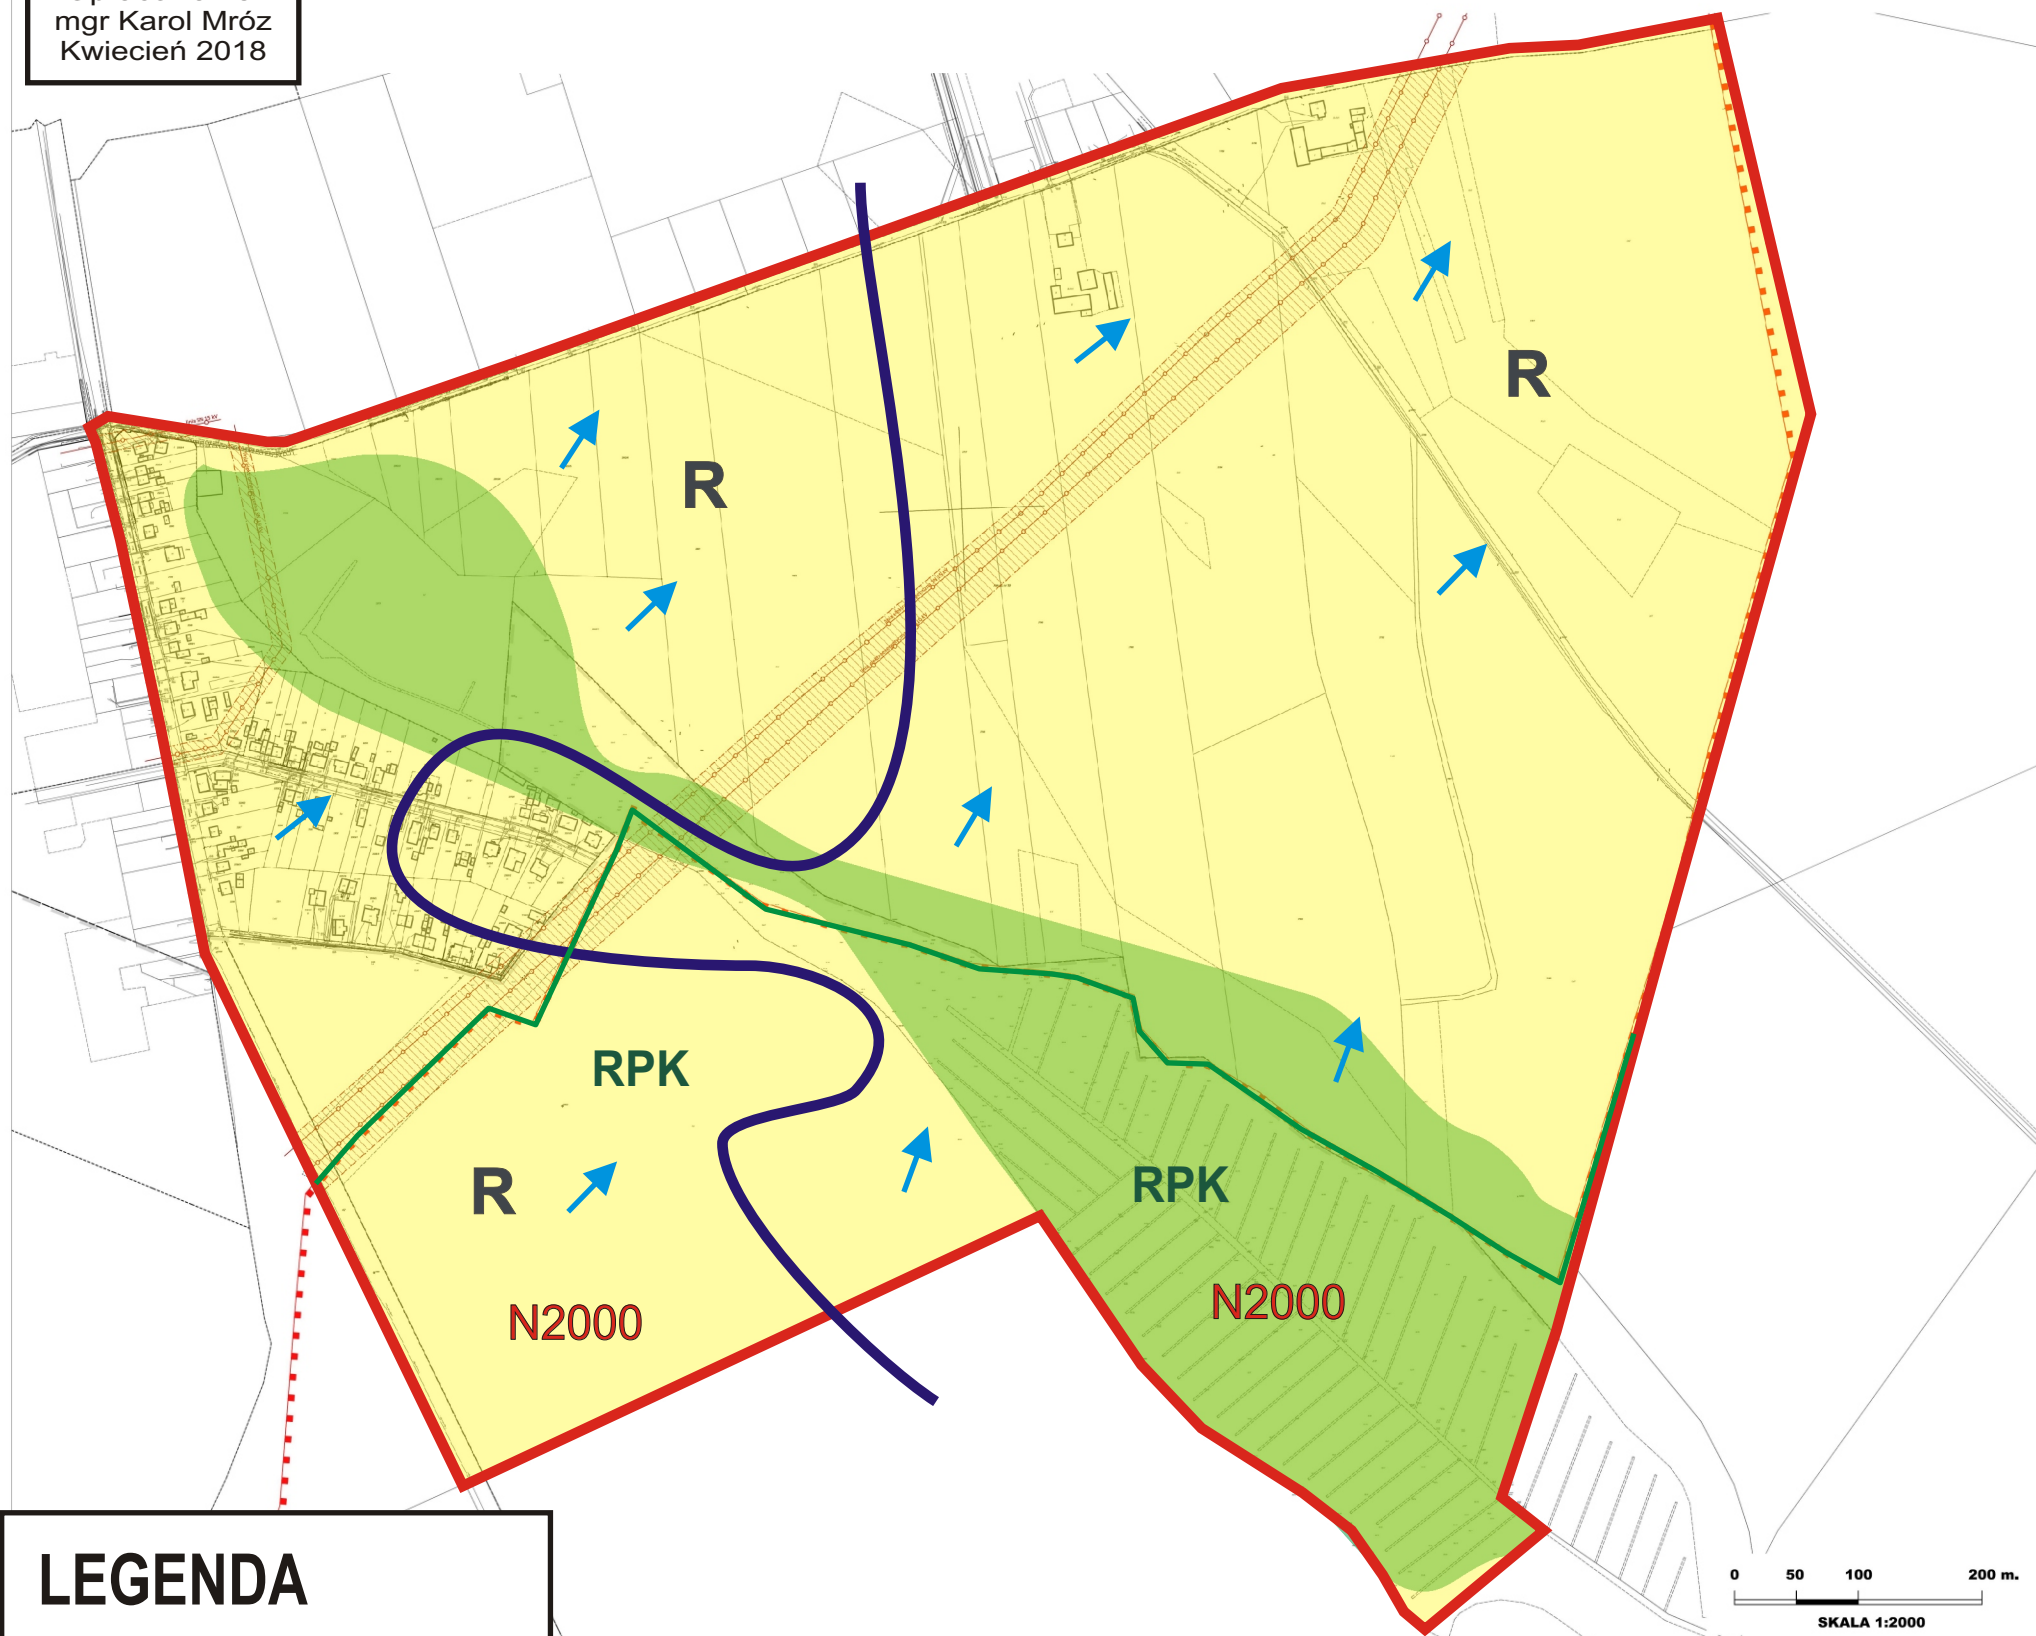 mgr Karol Mróz
Kwiecień 2018
R
R
RPK
R
RPK
N2000
N2000
LEGENDA
0 50 100 200 m.
SKALA 1:2000